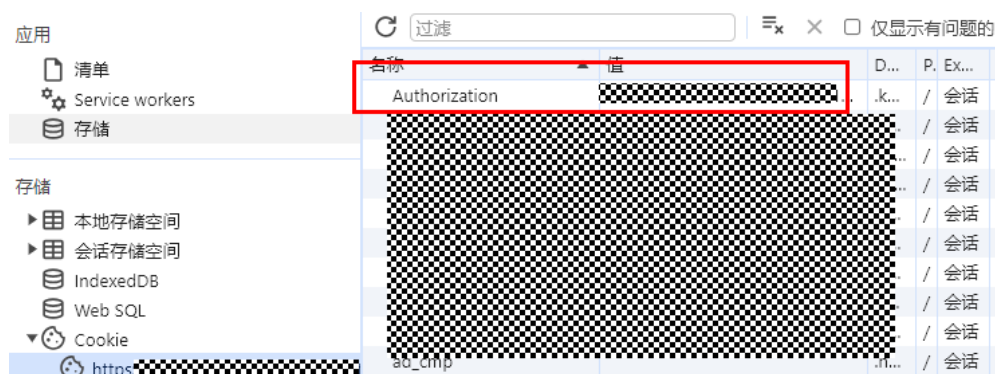 应用
清单
Service workers
存储
存储
本地存储空间
会话存储空间
IndexedDB
Web SQL
Cookie
https
过滤 仅显示有问题的
名称 值 D... P. Ex...
Authorization ... .k... / 会话
/ 会话
... / 会话
... / 会话
/ 会话
/ 会话
/ 会话
/ 会话
/ 会话
ad_cmp .n... / 会话